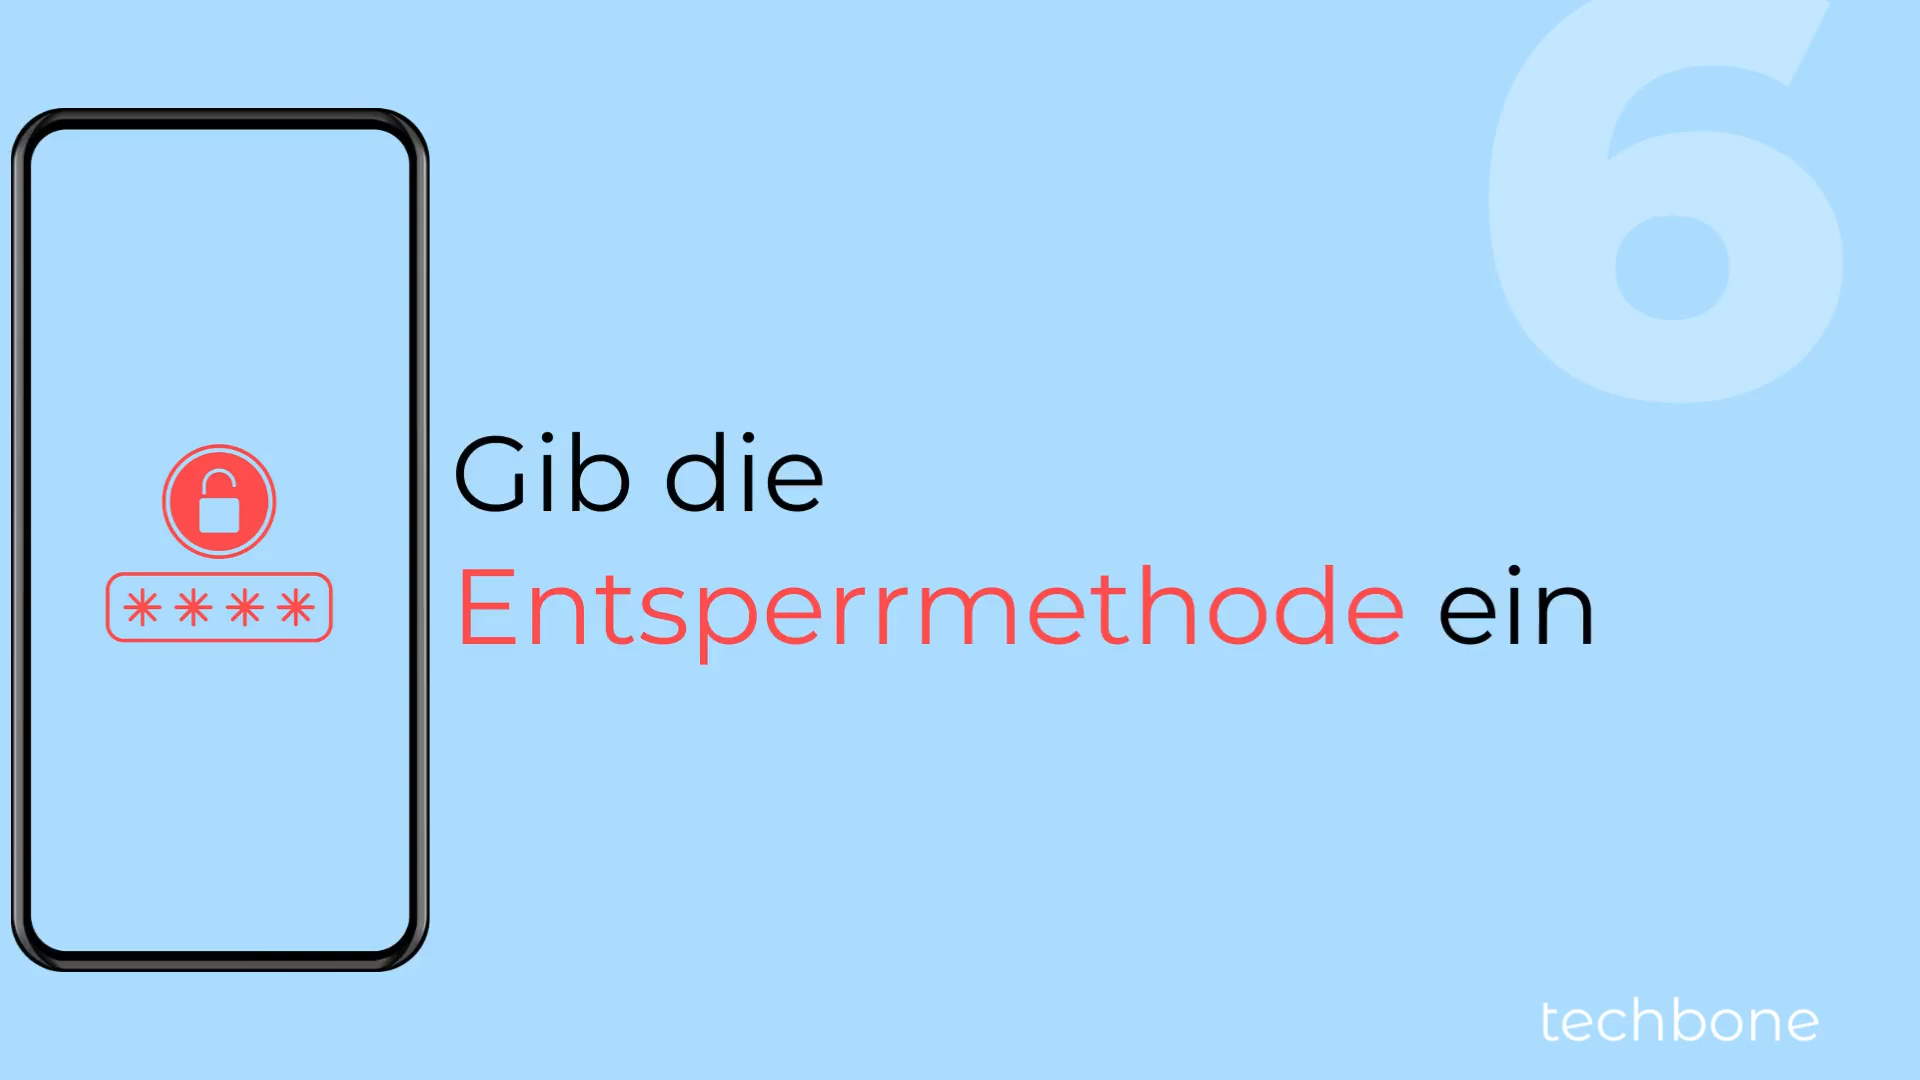 6
Gib die
Entsperrmethode ein
****
techbone